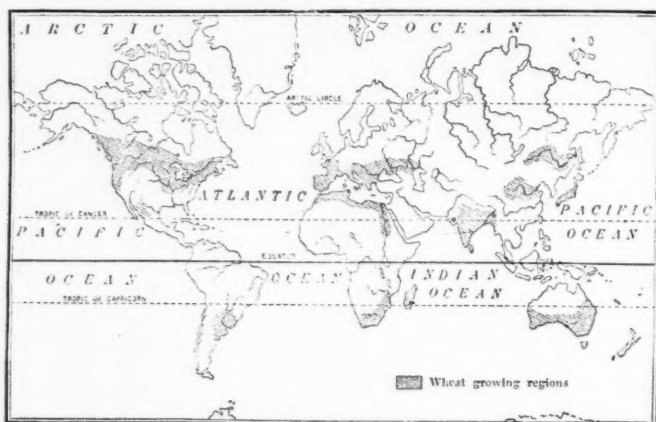 ARCTIC OCEAN
ARCTIC CIRCLE
ATLANTIC
TROPIC OF CANCER
PACIFIC
PACIFIC
OCEAN
EQUATOR
OCEAN
OCEAN
INDIAN
OCEAN
TROPIC OF CAPRICORN
Wheat growing regions